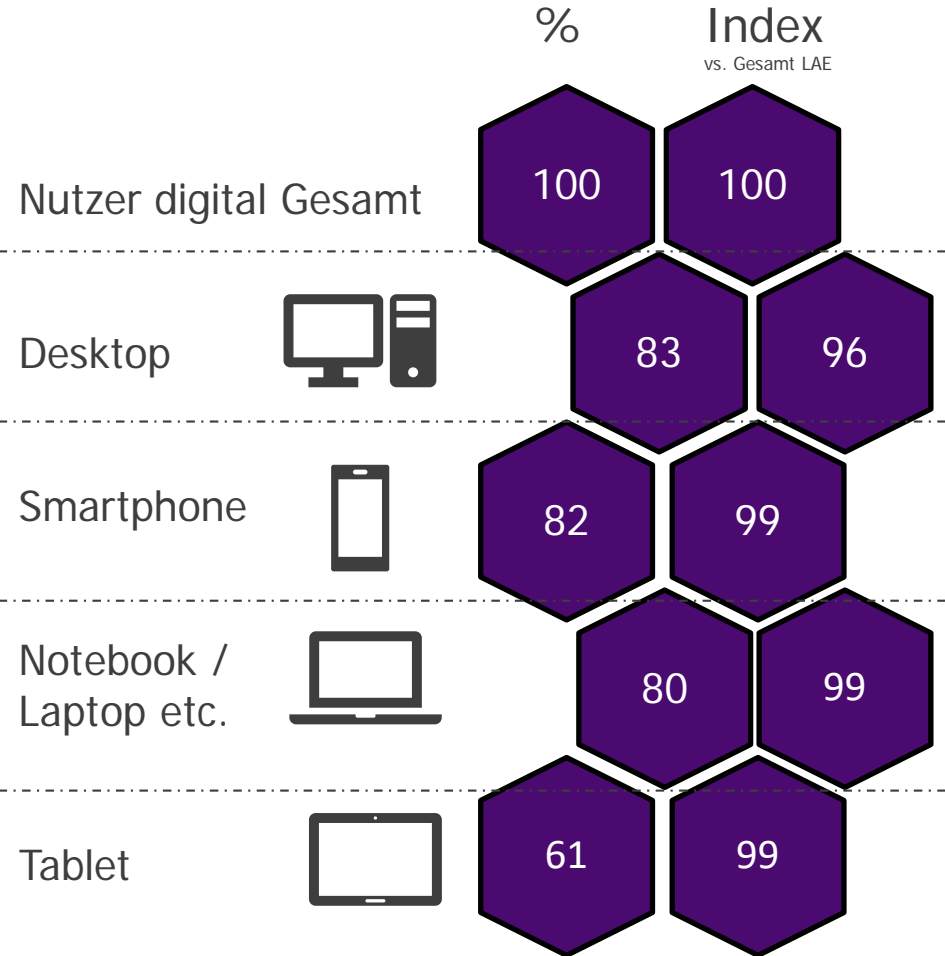 % Index
vs. Gesamt LAE
Nutzer digital Gesamt 100 100
Desktop 83 96
Smartphone 82 99
Notebook /
Laptop etc. 80 99
Tablet 61 99